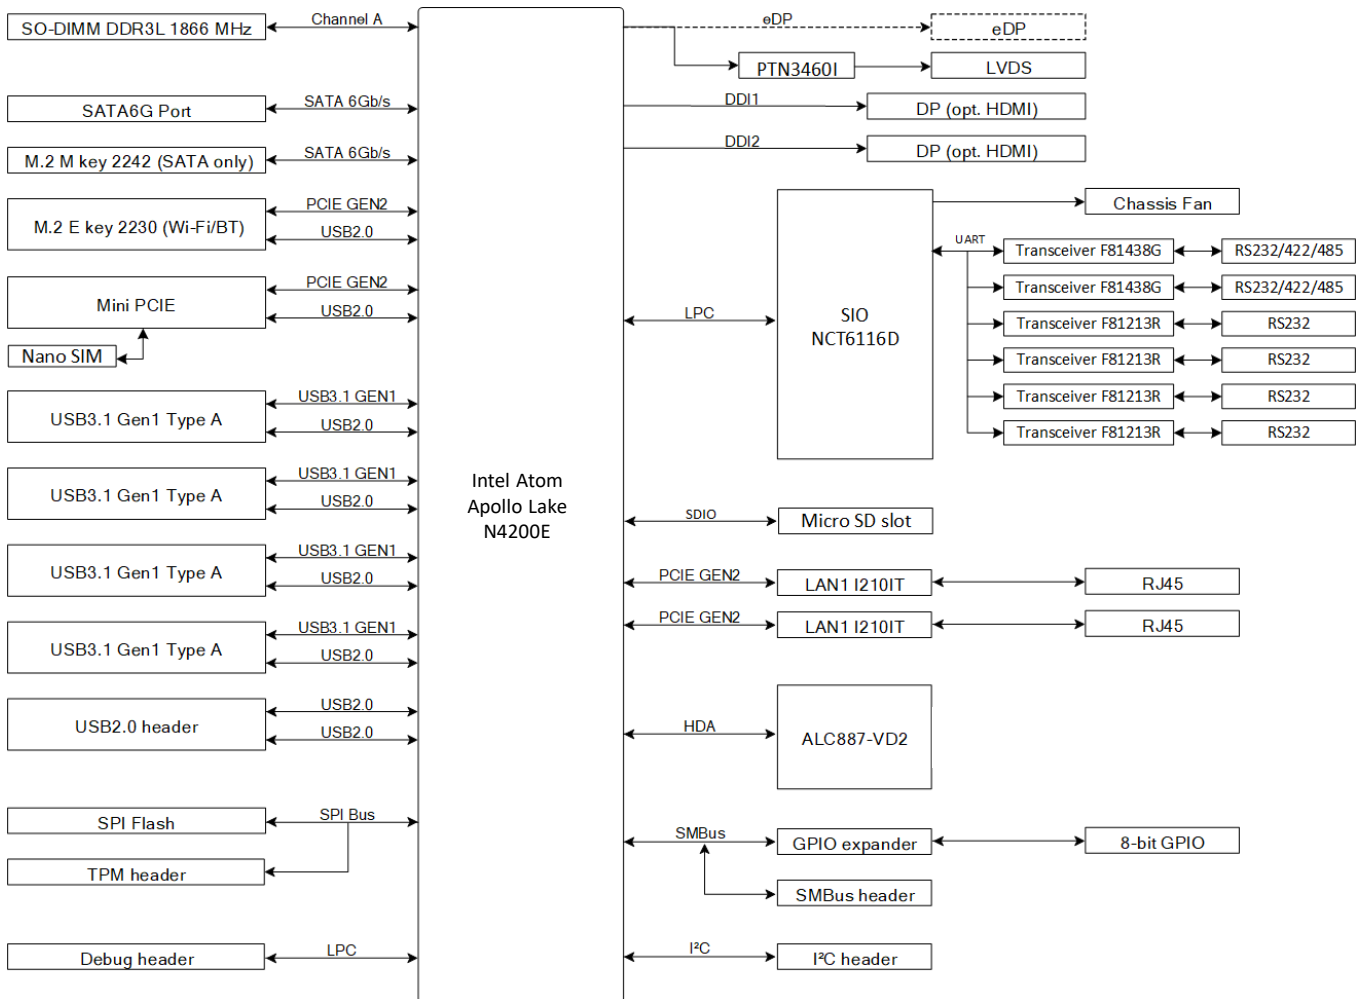 SO-DIMM DDR3L 1866 MHz
Channel A
SATA6G Port
SATA 6Gb/s
M.2 M key 2242 (SATA only)
SATA 6Gb/s
M.2 E key 2230 (Wi-Fi/BT)
PCIE GEN2
USB2.0
Mini PCIE
PCIE GEN2
USB2.0
Nano SIM
USB3.1 Gen1 Type A
USB3.1 GEN1
USB2.0
USB3.1 Gen1 Type A
USB3.1 GEN1
USB2.0
USB3.1 Gen1 Type A
USB3.1 GEN1
USB2.0
USB3.1 Gen1 Type A
USB3.1 GEN1
USB2.0
USB2.0 header
USB2.0
USB2.0
SPI Flash
SPI Bus
TPM header
Debug header
LPC
Intel Atom
Apollo Lake
N4200E
eDP
eDP
PTN3460I
LVDS
DDI1
DP (opt. HDMI)
DDI2
DP (opt. HDMI)
LPC
SIO
NCT6116D
Chassis Fan
UART
Transceiver F81438G
RS232/422/485
Transceiver F81438G
RS232/422/485
Transceiver F81213R
RS232
Transceiver F81213R
RS232
Transceiver F81213R
RS232
Transceiver F81213R
RS232
SDIO
Micro SD slot
PCIE GEN2
LAN1 I210IT
RJ45
PCIE GEN2
LAN1 I210IT
RJ45
HDA
ALC887-VD2
SMBus
GPIO expander
8-bit GPIO
SMBus header
I²C
I²C header